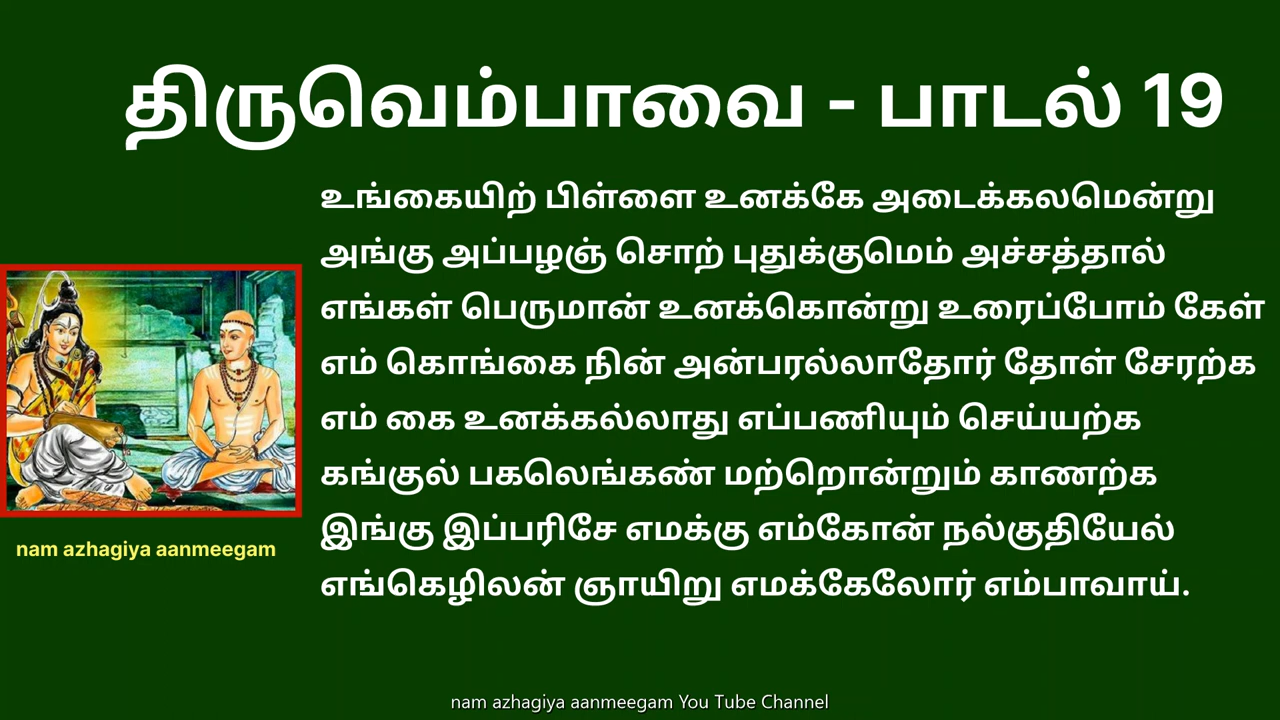 திருவெம்பாவை - பாடல் 19
உங்கையிற் பிள்ளை உனக்கே அடைக்கலமென்று
அங்கு அப்பழஞ் சொற் புதுக்குமெம் அச்சத்தால்
எங்கள் பெருமான் உனக்கொன்று உரைப்போம் கேள்
எம் கொங்கை நின் அன்பரல்லாதோர் தோள் சேரற்க
எம் கை உனக்கல்லாது எப்பணியும் செய்யற்க
கங்குல் பகலெங்கண் மற்றொன்றும் காணற்க
இங்கு இப்பரிசே எமக்கு எம்கோன் நல்குதியேல்
எங்கெழிலன் ஞாயிறு எமக்கேலோர் எம்பாவாய்.
nam azhagiya aanmeegam
nam azhagiya aanmeegam You Tube Channel